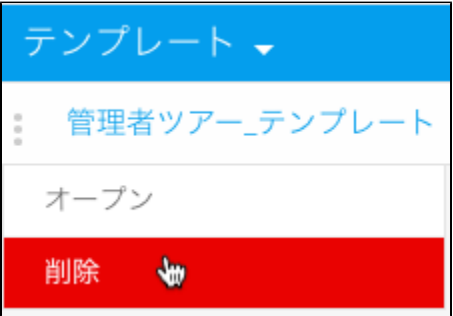 テンプレート
管理者ツアー_テンプレート
オープン
削除